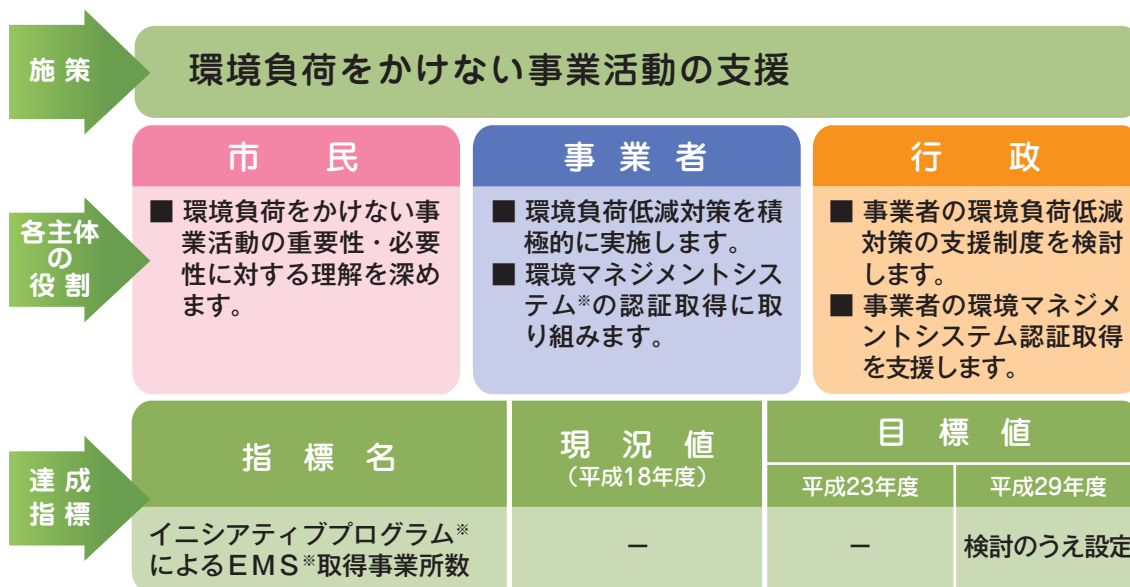 施策
環境負荷をかけない事業活動の支援
各主体
の
役割
市民
■ 環境負荷をかけない事
業活動の重要性・必要
性に対する理解を深め
ます。
事業者
■ 環境負荷低減対策を積
極的に実施します。
■ 環境マネジメントシス
テム※の認証取得に取
り組みます。
行政
■ 事業者の環境負荷低減
対策の支援制度を検討
します。
■ 事業者の環境マネジメ
ントシステム認証取得
を支援します。
達成
指標
指標名
現況値
（平成18年度）
目標値
平成23年度
平成29年度
イニシアティブプログラム※
によるEMS※取得事業所数
－
－
検討のうえ設定